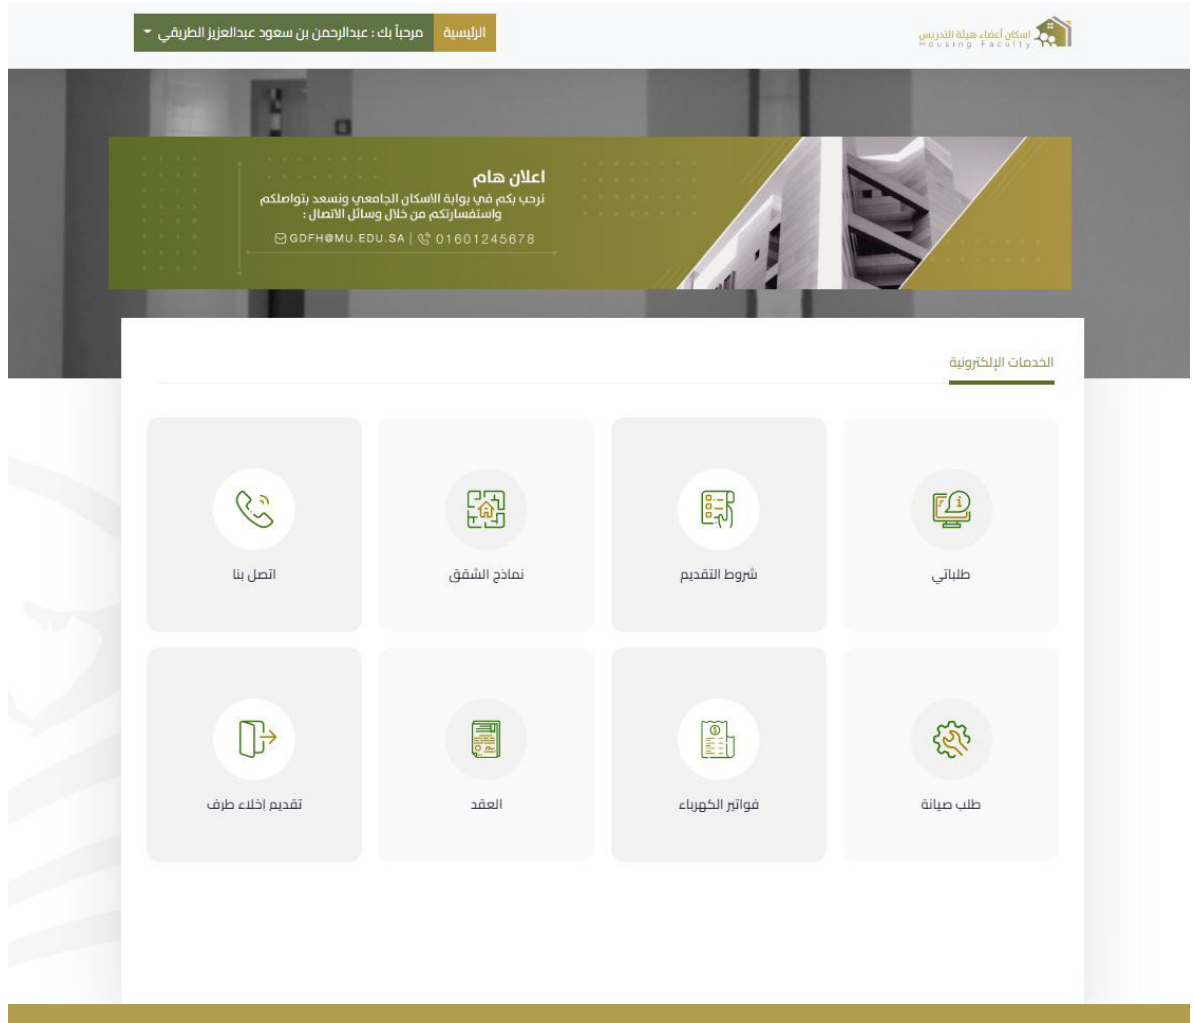 اسكان أعضاء هيئة التدريس
Housing Faculty
الرئيسية
مرحباً بك : عبدالرحمن بن سعود عبدالعزيز الطريقي
اعلان هام
نرحب بكم في بوابة الاسكان الجامعي ونسعد بتواصلكم
واستفسارتكم من خلال وسائل الاتصال :
GDFH@MU.EDU.SA | 01601245678
الخدمات الإلكترونية
طلباتي
شروط التقديم
نماذج الشقق
اتصل بنا
طلب صيانة
فواتير الكهرباء
العقد
تقديم إخلاء طرف